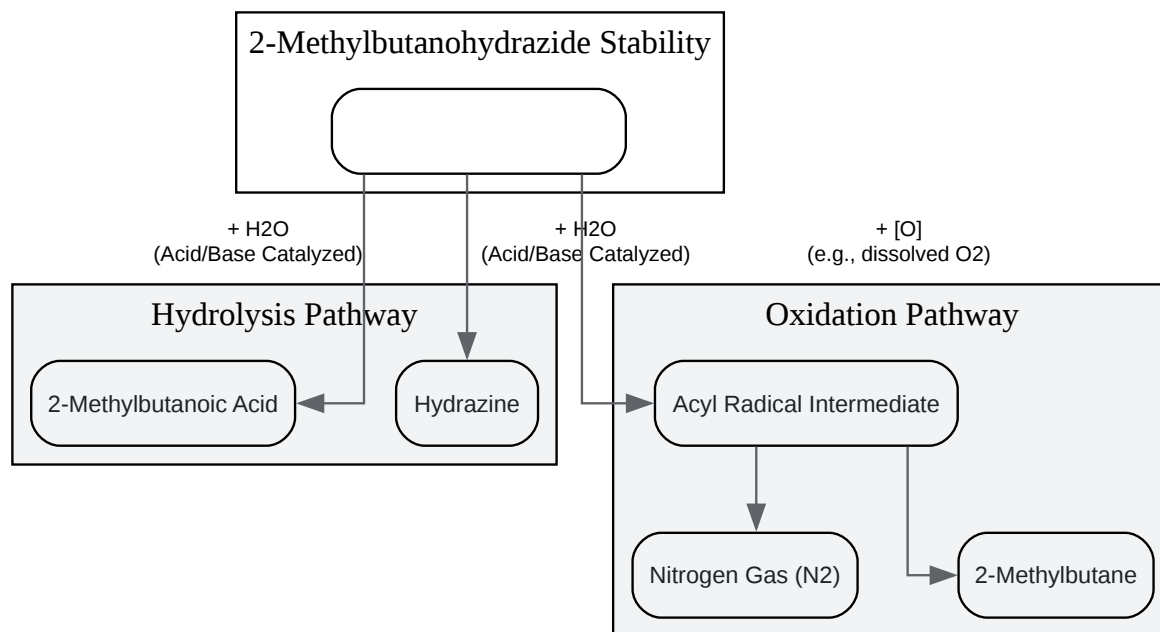 2-Methylbutanohydrazide Stability
+ H2O
(Acid/Base Catalyzed)
+ H2O
(Acid/Base Catalyzed)
+ [O]
(e.g., dissolved O2)
Hydrolysis Pathway
2-Methylbutanoic Acid
Hydrazine
Oxidation Pathway
Acyl Radical Intermediate
Nitrogen Gas (N2)
2-Methylbutane